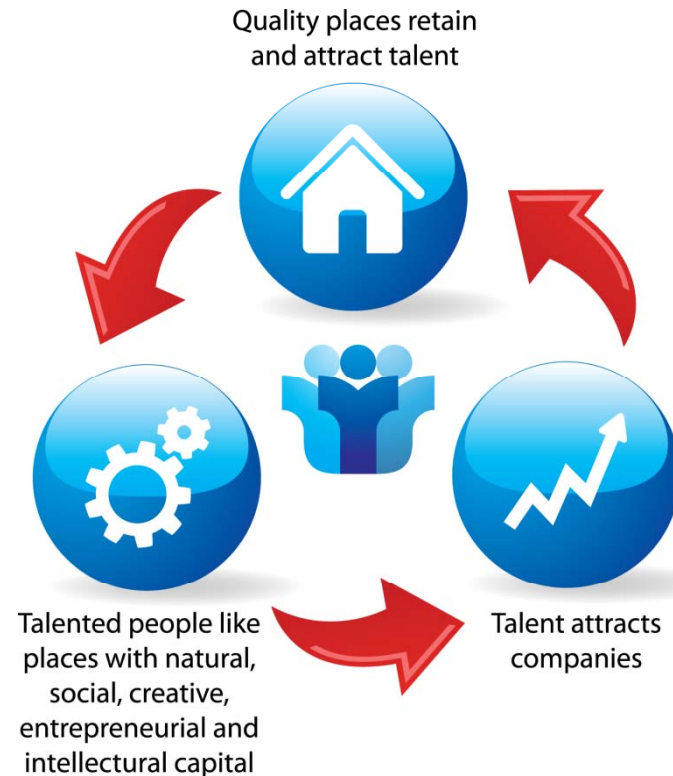 Quality places retain
and attract talent
Talented people like
places with natural,
social, creative,
entrepreneurial and
intellectural capital
Talent attracts
companies